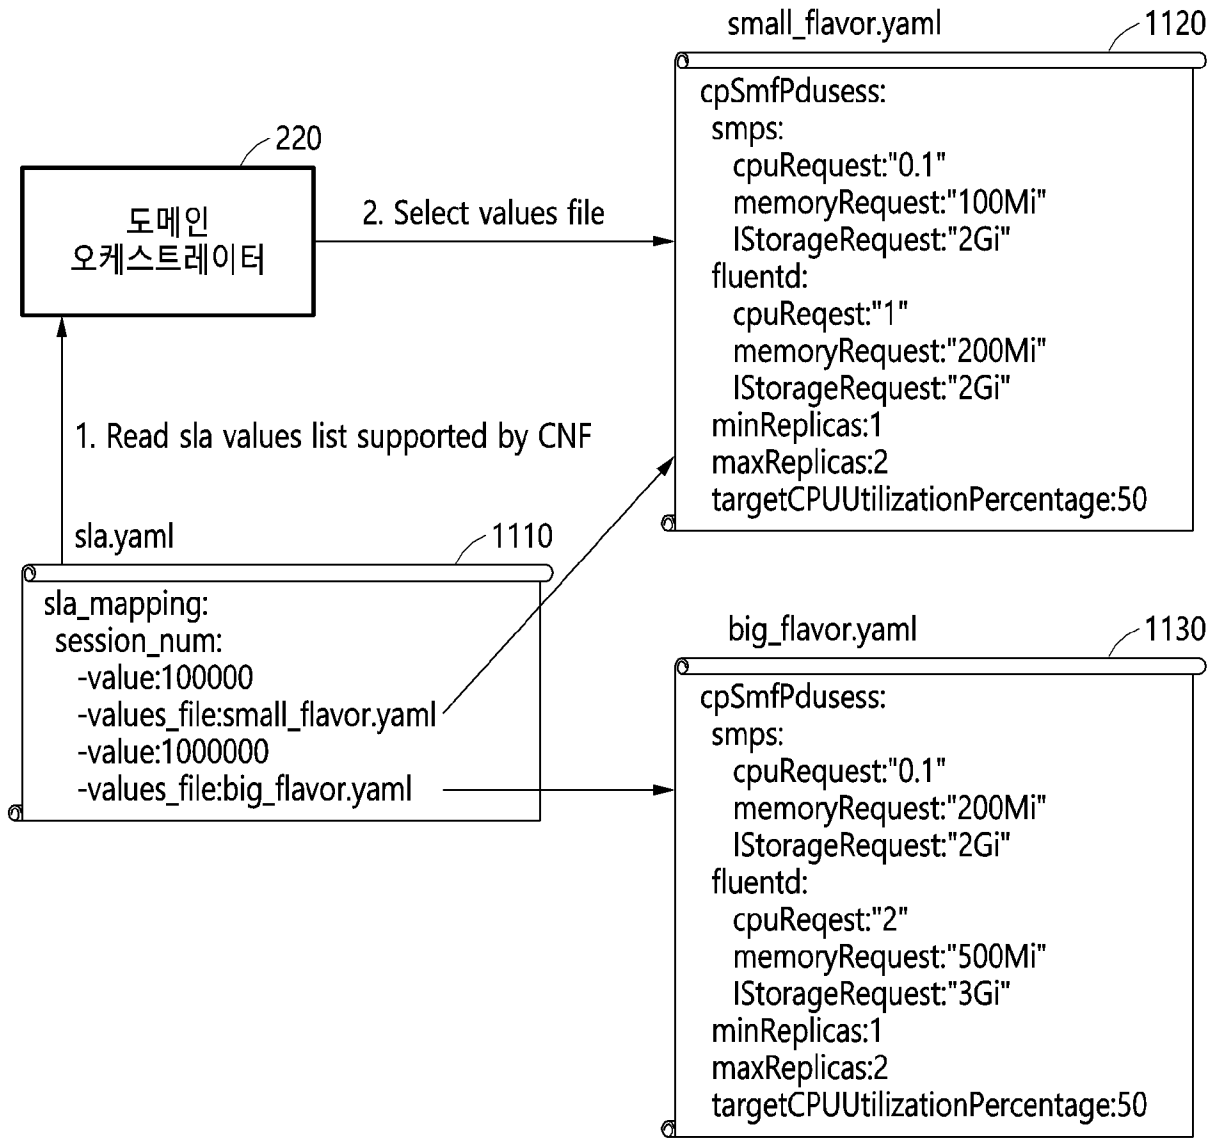 small_flavor.yaml
1120
cpSmfPdusess:
smps:
cpuRequest:"0.1"
memoryRequest:"100Mi"
lStorageRequest:"2Gi"
fluentd:
cpuReqest:"1"
memoryRequest:"200Mi"
lStorageRequest:"2Gi"
minReplicas:1
maxReplicas:2
targetCPUUtilizationPercentage:50
220
도메인
오케스트레이터
2. Select values file
1. Read sla values list supported by CNF
sla.yaml
1110
sla_mapping:
session_num:
-value:100000
-values_file:small_flavor.yaml
-value:1000000
-values_file:big_flavor.yaml
big_flavor.yaml
1130
cpSmfPdusess:
smps:
cpuRequest:"0.1"
memoryRequest:"200Mi"
lStorageRequest:"2Gi"
fluentd:
cpuReqest:"2"
memoryRequest:"500Mi"
lStorageRequest:"3Gi"
minReplicas:1
maxReplicas:2
targetCPUUtilizationPercentage:50